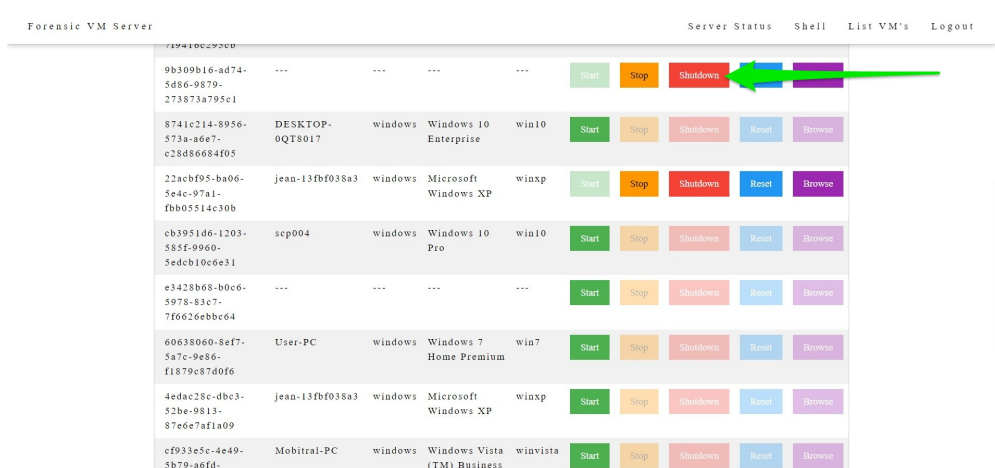 Forensic VM Server Server Status Shell List VM's Logout
7f9416c295cb
9b309b16-ad74- --- --- --- --- Start Stop Shutdown
5d86-9879-
273873a795c1
8741c214-8956- DESKTOP- windows Windows 10 win10 Start Stop Shutdown Reset Browse
573a-a6e7- 0QT8017 Enterprise
c28d86684f05
22acbf95-ba06- jean-13fbf038a3 windows Microsoft winxp Start Stop Shutdown Reset Browse
5e4c-97a1- Windows XP
fbb05514c30b
cb3951d6-1203- scp004 windows Windows 10 win10 Start Stop Shutdown Reset Browse
585f-9960- Pro
5edcb10c6e31
e3428b68-b0c6- --- --- --- --- Start Stop Shutdown Reset Browse
5978-83c7-
7f6626ebbc64
60638060-8ef7- User-PC windows Windows 7 win7 Start Stop Shutdown Reset Browse
5a7c-9e86- Home Premium
f1879c87d0f6
4edac28c-dbc3- jean-13fbf038a3 windows Microsoft winxp Start Stop Shutdown Reset Browse
52be-9813- Windows XP
87e6e7af1a09
cf933e5c-4e49- Mobitral-PC windows Windows Vista winvista Start Stop Shutdown Reset Browse
5b79-a6fd- (TM) Business